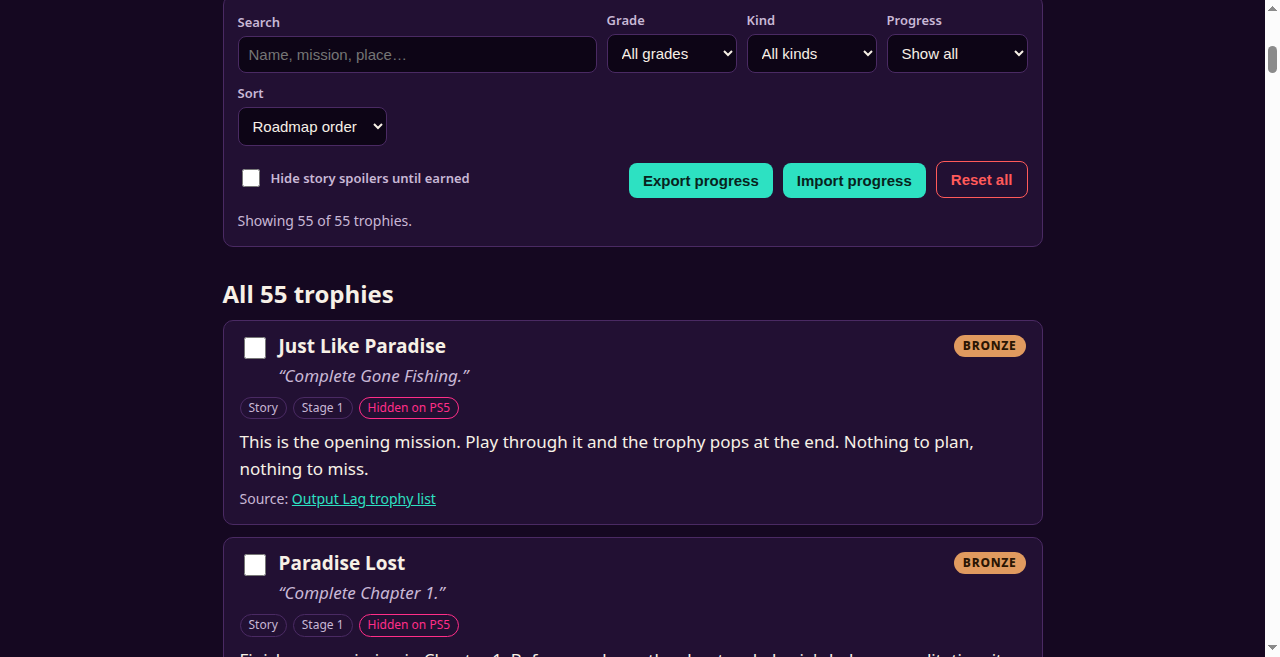 Search
Grade
Kind
Progress
Name, mission, place…
All grades
All kinds
Show all
Sort
Roadmap order
Hide story spoilers until earned
Export progress
Import progress
Reset all
Showing 55 of 55 trophies.
All 55 trophies
Just Like Paradise
BRONZE
“Complete Gone Fishing.”
Story
Stage 1
Hidden on PS5
This is the opening mission. Play through it and the trophy pops at the end. Nothing to plan,
nothing to miss.
Source: Output Lag trophy list
Paradise Lost
BRONZE
“Complete Chapter 1.”
Story
Stage 1
Hidden on PS5